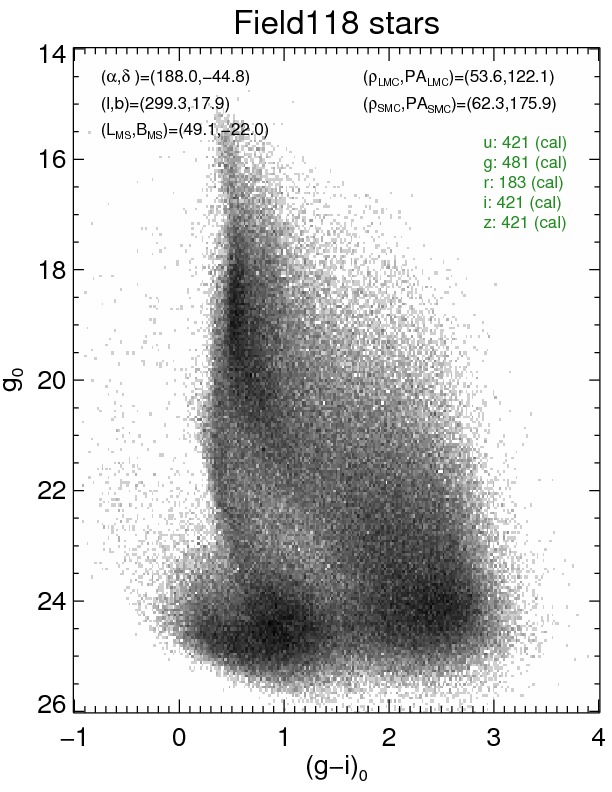 Field118 stars
(α,δ)=(188.0,−44.8) (ρLMC,PALMC)=(53.6,122.1)
(l,b)=(299.3,17.9) (ρSMC,PASMC)=(62.3,175.9)
(LMS,BMS)=(49.1,−22.0)
u: 421 (cal)
g: 481 (cal)
r: 183 (cal)
i: 421 (cal)
z: 421 (cal)
14
16
18
20
22
24
26
g0
−1 0 1 2 3 4
(g−i)0